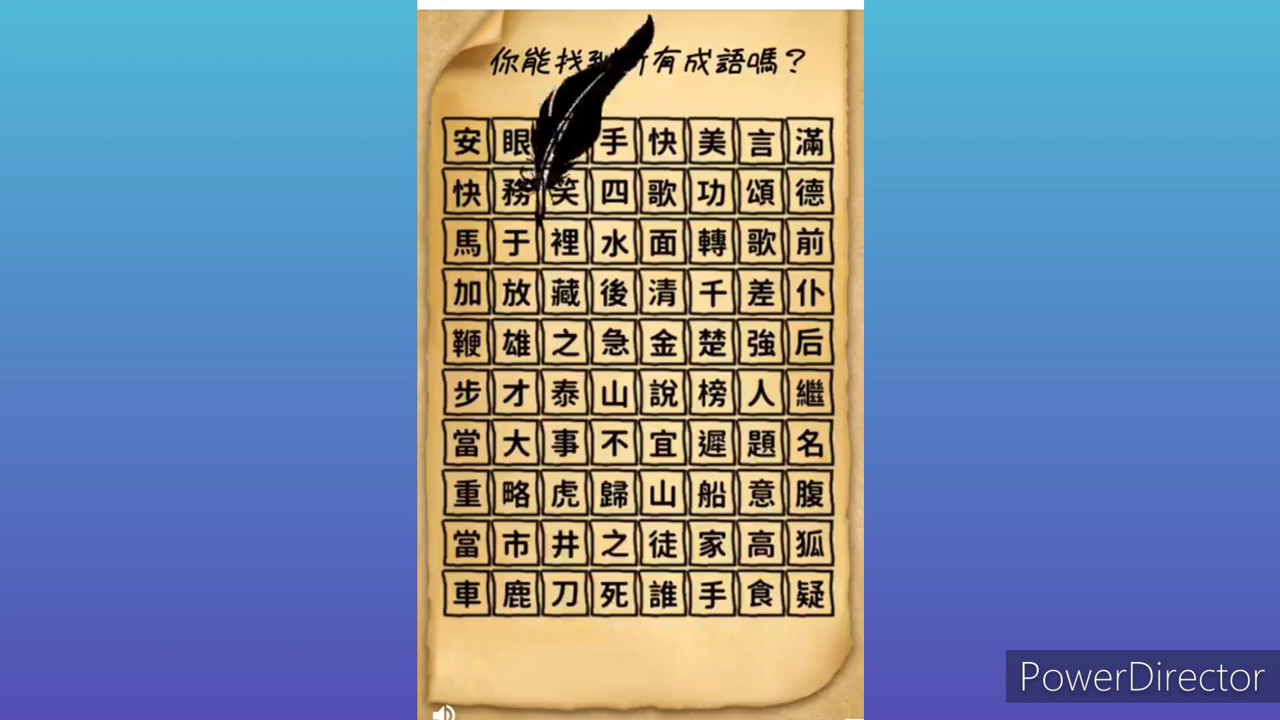 你能找到所有成語嗎？
安眼手快美言滿
快務笑四歌功頌德
馬于裡水面轉歌前
加放藏後清千差仆
鞭雄之急金楚強后
步才泰山說榜人繼
當大事不宜遲題名
重略虎歸山船意腹
當市井之徒家高狐
車鹿刀死誰手食疑
PowerDirector